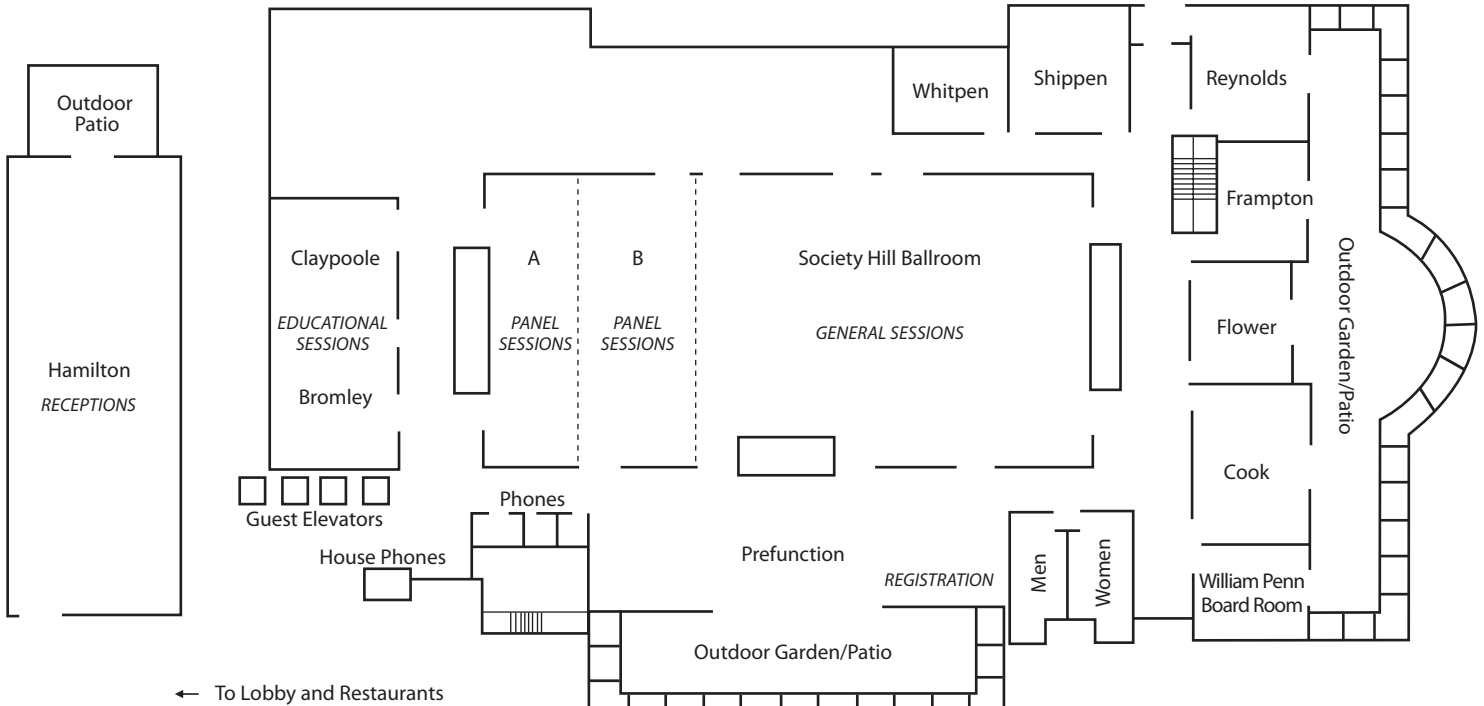 Outdoor
Patio
Hamilton
RECEPTIONS
Claypoole
EDUCATIONAL
SESSIONS
Bromley
A
PANEL
SESSIONS
B
PANEL
SESSIONS
Society Hill Ballroom
GENERAL SESSIONS
Whitpen
Shippen
Reynolds
Frampton
Flower
Cook
William Penn
Board Room
Outdoor Garden/Patio
Guest Elevators
Phones
House Phones
Prefunction
REGISTRATION
Men
Women
Outdoor Garden/Patio
← To Lobby and Restaurants